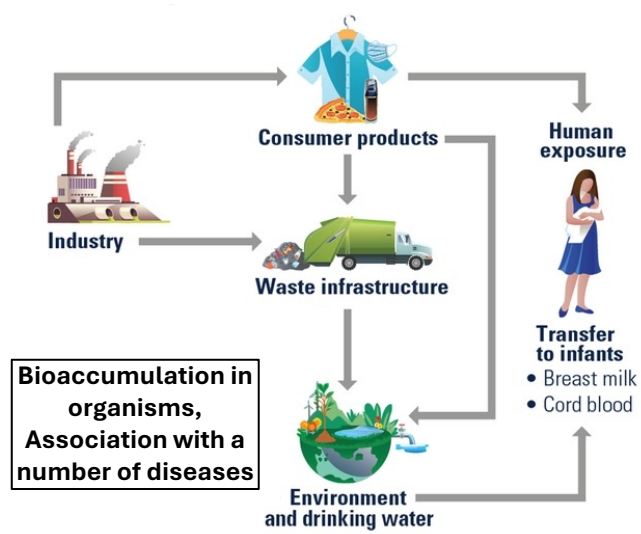 Consumer products
Human
exposure
Industry
Waste infrastructure
Transfer
to infants
• Breast milk
• Cord blood
Bioaccumulation in
organisms,
Association with a
number of diseases
Environment
and drinking water